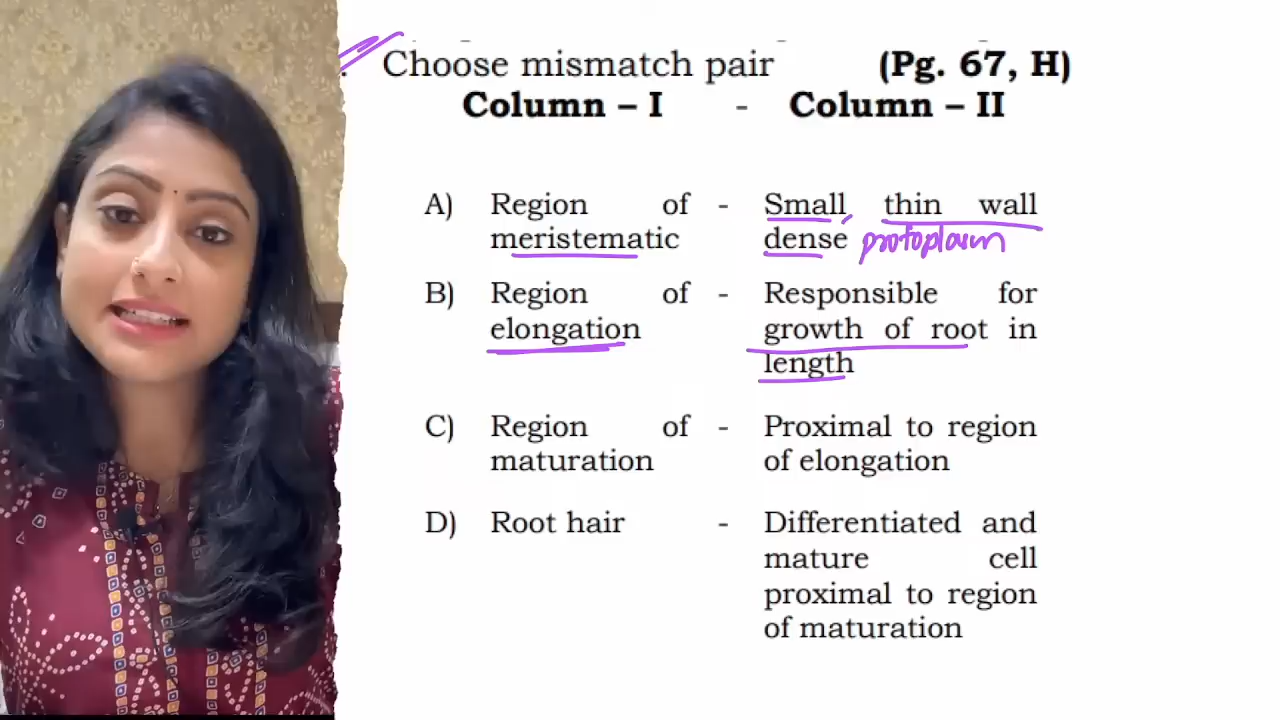 Choose mismatch pair (Pg. 67, H)
Column – I - Column – II
A) Region of - Small, thin wall
meristematic dense protoplasm
B) Region of - Responsible for
elongation growth of root in
length
C) Region of - Proximal to region
maturation of elongation
D) Root hair - Differentiated and
mature cell
proximal to region
of maturation